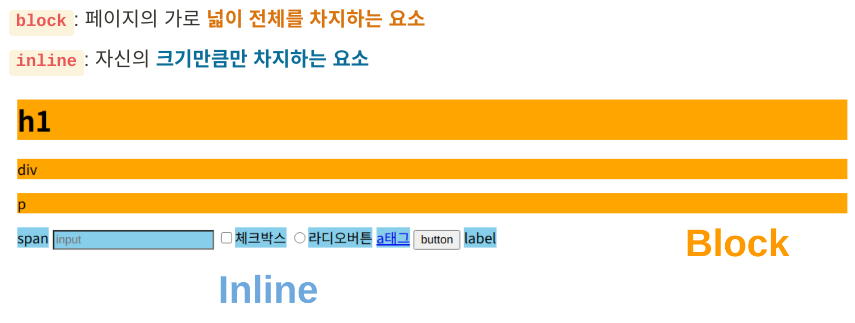 block : 페이지의 가로 넓이 전체를 차지하는 요소
inline : 자신의 크기만큼만 차지하는 요소
h1
div
p
span input 체크박스 라디오버튼 a태그 button label
Block
Inline